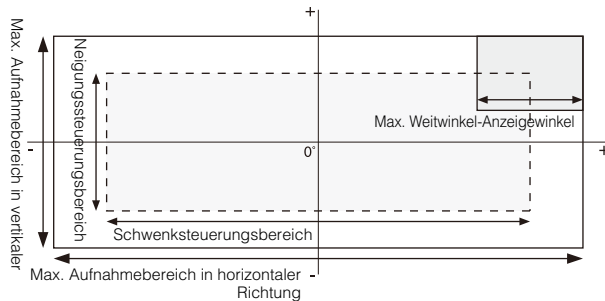 +
Max. Aufnahmebereich in vertikaler
Neigungssteuerungsbereich
Max. Weitwinkel-Anzeigewinkel
-
0°
+
Schwenksteuerungsbereich
Max. Aufnahmebereich in horizontaler
Richtung
-